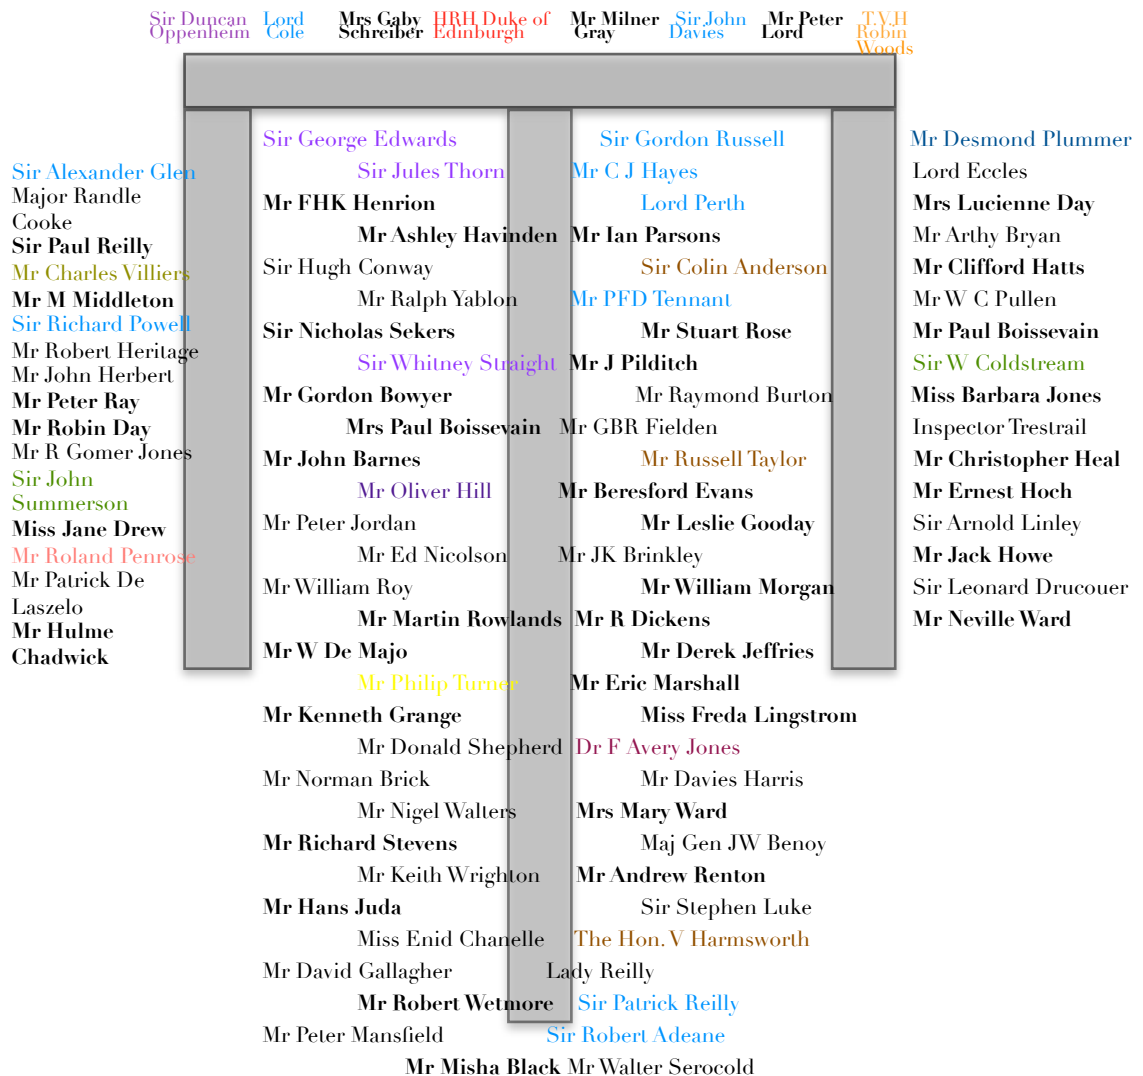 Sir Duncan Oppenheim
Lord Cole
Mrs Gaby Schreiber
HRH Duke of Edinburgh
Mr Milner Gray
Sir John Davies
Mr Peter Lord
T.V.H Robin Woods
Sir Alexander Glen
Major Randle
Cooke
Sir Paul Reilly
Mr Charles Villiers
Mr M Middleton
Sir Richard Powell
Mr Robert Heritage
Mr John Herbert
Mr Peter Ray
Mr Robin Day
Mr R Gomer Jones
Sir John
Summerson
Miss Jane Drew
Mr Roland Penrose
Mr Patrick De
Laszelo
Mr Hulme
Chadwick
Sir George Edwards
Sir Jules Thorn
Mr FHK Henrion
Mr Ashley Havinden
Sir Hugh Conway
Mr Ralph Yablon
Sir Nicholas Sekers
Sir Whitney Straight
Mr Gordon Bowyer
Mrs Paul Boissevain
Mr John Barnes
Mr Oliver Hill
Mr Peter Jordan
Mr Ed Nicolson
Mr William Roy
Mr Martin Rowlands
Mr W De Majo
Mr Philip Turner
Mr Kenneth Grange
Mr Donald Shepherd
Mr Norman Brick
Mr Nigel Walters
Mr Richard Stevens
Mr Keith Wrighton
Mr Hans Juda
Miss Enid Chanelle
Mr David Gallagher
Mr Robert Wetmore
Mr Peter Mansfield
Mr Misha Black
Sir Gordon Russell
Mr C J Hayes
Lord Perth
Mr Ian Parsons
Sir Colin Anderson
Mr PFD Tennant
Mr Stuart Rose
Mr J Pilditch
Mr Raymond Burton
Mr GBR Fielden
Mr Russell Taylor
Mr Beresford Evans
Mr Leslie Gooday
Mr JK Brinkley
Mr William Morgan
Mr R Dickens
Mr Derek Jeffries
Mr Eric Marshall
Miss Freda Lingstrom
Dr F Avery Jones
Mr Davies Harris
Mrs Mary Ward
Maj Gen JW Benoy
Mr Andrew Renton
Sir Stephen Luke
The Hon. V Harmsworth
Lady Reilly
Sir Patrick Reilly
Sir Robert Adeane
Mr Walter Serocold
Mr Desmond Plummer
Lord Eccles
Mrs Lucienne Day
Mr Arthy Bryan
Mr Clifford Hatts
Mr W C Pullen
Mr Paul Boissevain
Sir W Coldstream
Miss Barbara Jones
Inspector Trestrail
Mr Christopher Heal
Mr Ernest Hoch
Sir Arnold Linley
Mr Jack Howe
Sir Leonard Drucouer
Mr Neville Ward